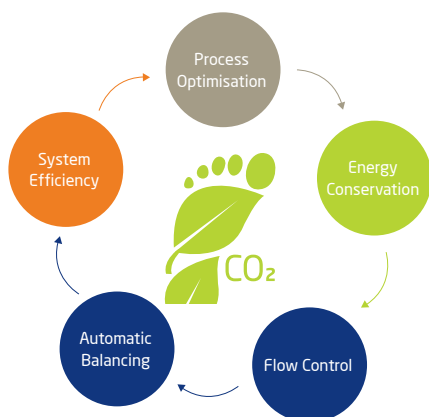 Process
Optimisation
Energy
Conservation
Flow Control
Automatic
Balancing
System
Efficiency
CO₂